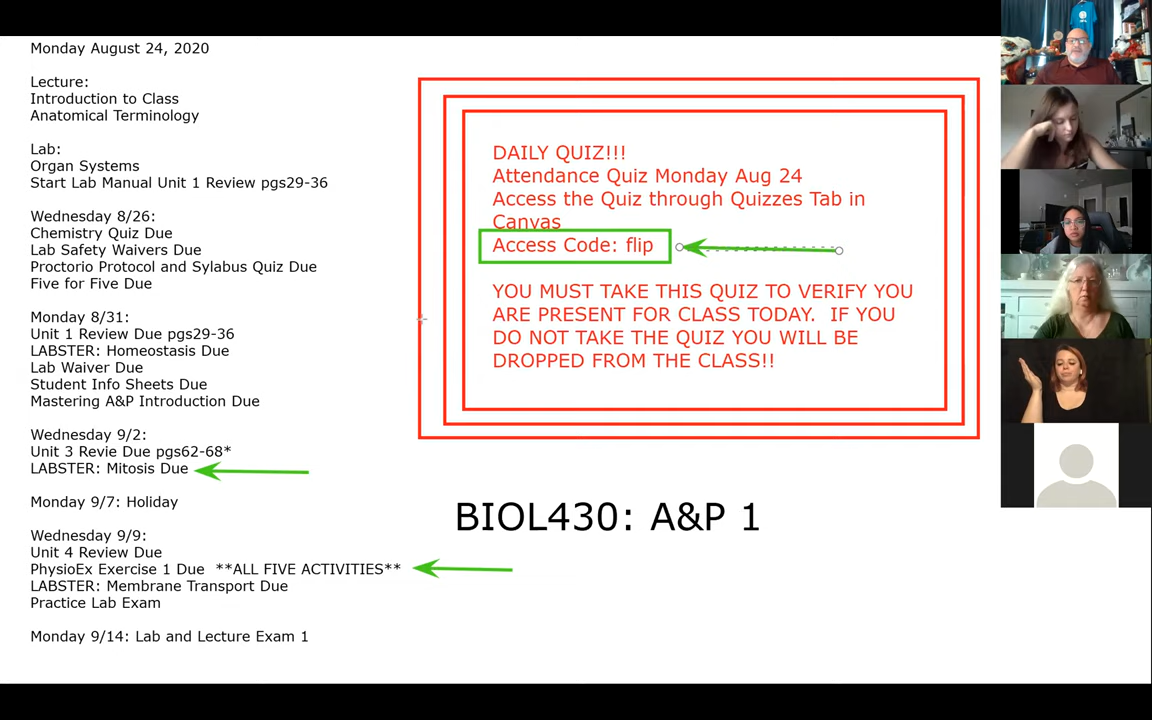 Monday August 24, 2020
Lecture:
Introduction to Class
Anatomical Terminology
Lab:
Organ Systems
Start Lab Manual Unit 1 Review pgs29-36
Wednesday 8/26:
Chemistry Quiz Due
Lab Safety Waivers Due
Proctorio Protocol and Sylabus Quiz Due
Five for Five Due
Monday 8/31:
Unit 1 Review Due pgs29-36
LABSTER: Homeostasis Due
Lab Waiver Due
Student Info Sheets Due
Mastering A&P Introduction Due
Wednesday 9/2:
Unit 3 Revie Due pgs62-68*
LABSTER: Mitosis Due
Monday 9/7: Holiday
Wednesday 9/9:
Unit 4 Review Due
PhysioEx Exercise 1 Due  **ALL FIVE ACTIVITIES**
LABSTER: Membrane Transport Due
Practice Lab Exam
Monday 9/14: Lab and Lecture Exam 1
DAILY QUIZ!!!
Attendance Quiz Monday Aug 24
Access the Quiz through Quizzes Tab in
Canvas
Access Code: flip
YOU MUST TAKE THIS QUIZ TO VERIFY YOU
ARE PRESENT FOR CLASS TODAY.  IF YOU
DO NOT TAKE THE QUIZ YOU WILL BE
DROPPED FROM THE CLASS!!
BIOL430: A&P 1